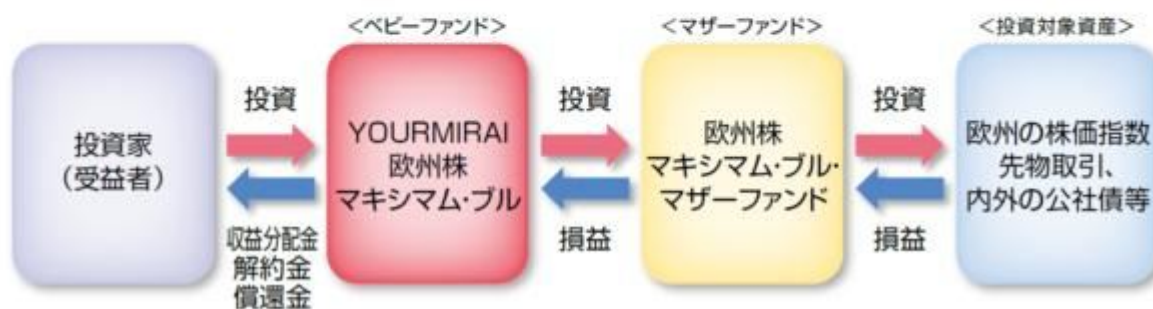 <ベビーファンド>
<マザーファンド>
<投資対象資産>
投資家
(受益者)
投資
収益分配金
解約金
償還金
YOURMIRAI
欧州株
マキシマム・ブル
投資
損益
欧州株
マキシマム・ブル・
マザーファンド
投資
損益
欧州の株価指数
先物取引、
内外の公社債等